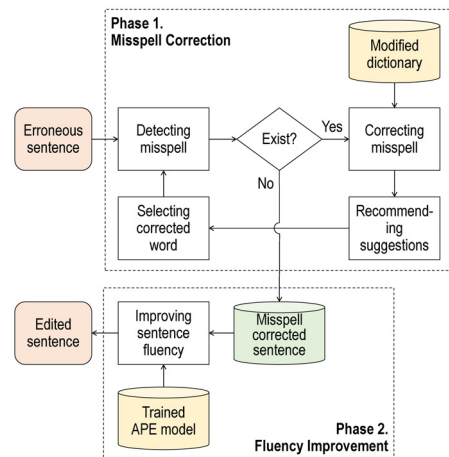 Phase 1.
Misspell Correction
Modified
dictionary
Erroneous
sentence
Detecting
misspell
Exist?
Yes
Correcting
misspell
No
Selecting
corrected
word
Recommend-
ing
suggestions
Edited
sentence
Improving
sentence
fluency
Misspell
corrected
sentence
Trained
APE model
Phase 2.
Fluency Improvement